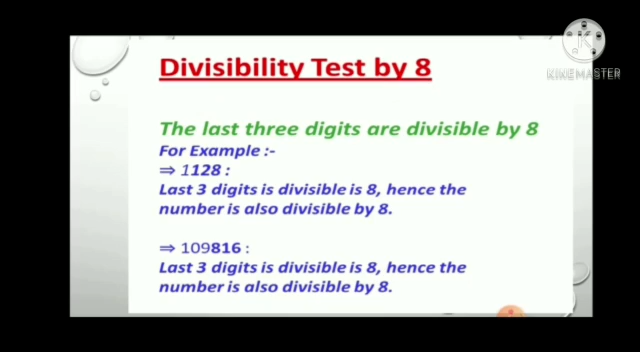 KINEMASTER
Divisibility Test by 8
The last three digits are divisible by 8
For Example :-
⇒ 1128 :
Last 3 digits is divisible is 8, hence the
number is also divisible by 8.
⇒ 109816 :
Last 3 digits is divisible is 8, hence the
number is also divisible by 8.